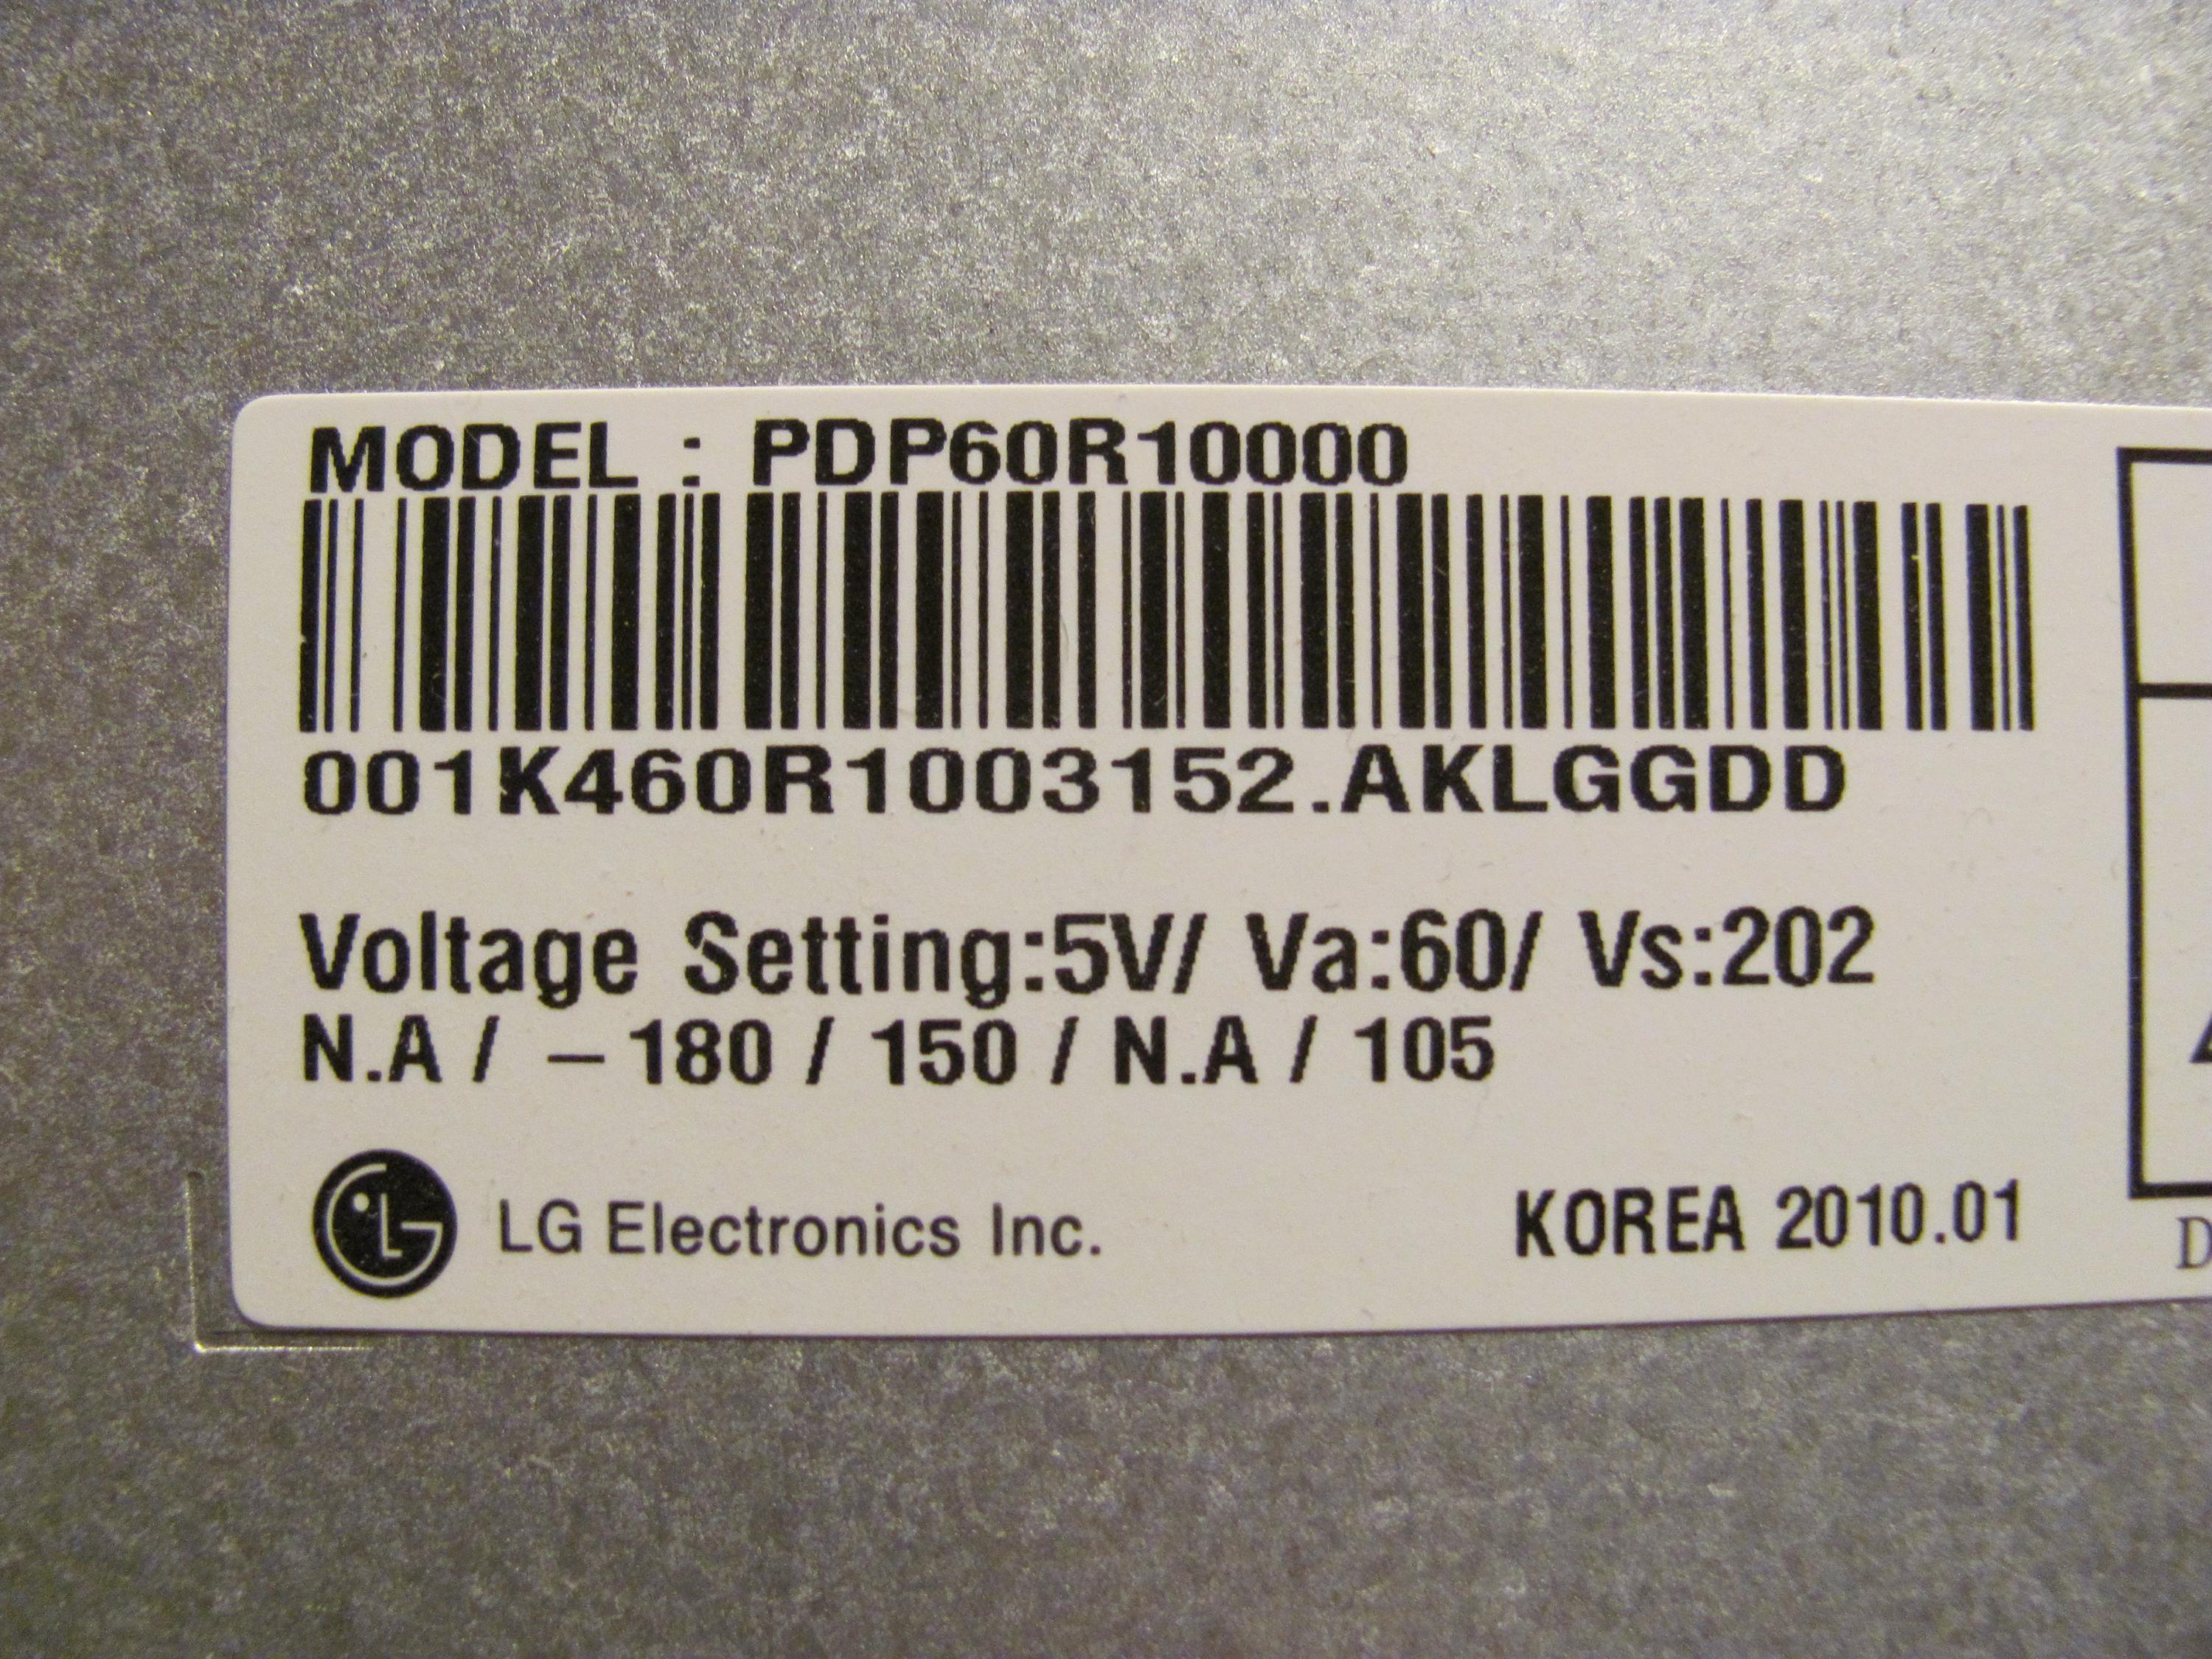 MODEL : PDP60R10000
001K460R1003152.AKLGGDD
Voltage Setting:5V/ Va:60/ Vs:202
N.A / –180 / 150 / N.A / 105
LG Electronics Inc.
KOREA 2010.01